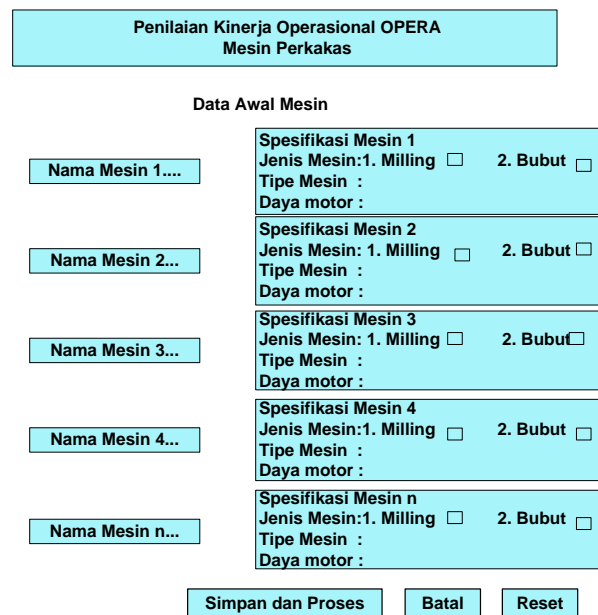 Penilaian Kinerja Operasional OPERA
Mesin Perkakas
Data Awal Mesin
Nama Mesin 1....
Spesifikasi Mesin 1
Jenis Mesin:1. Milling 2. Bubut
Tipe Mesin :
Daya motor :
Nama Mesin 2...
Spesifikasi Mesin 2
Jenis Mesin: 1. Milling 2. Bubut
Tipe Mesin :
Daya motor :
Nama Mesin 3...
Spesifikasi Mesin 3
Jenis Mesin: 1. Milling 2. Bubut
Tipe Mesin :
Daya motor :
Nama Mesin 4...
Spesifikasi Mesin 4
Jenis Mesin:1. Milling 2. Bubut
Tipe Mesin :
Daya motor :
Nama Mesin n...
Spesifikasi Mesin n
Jenis Mesin:1. Milling 2. Bubut
Tipe Mesin :
Daya motor :
Simpan dan Proses Batal Reset